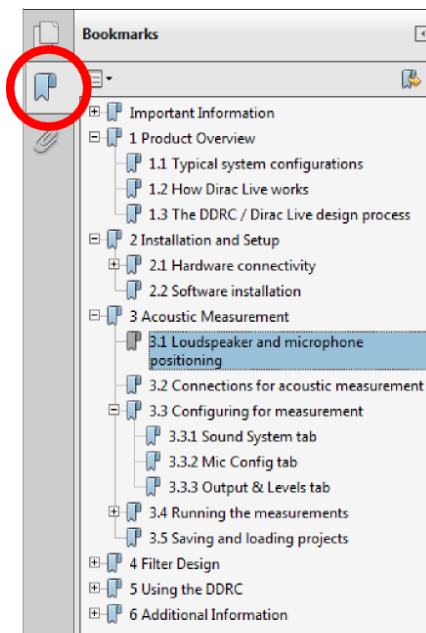 Bookmarks
Important Information
1 Product Overview
1.1 Typical system configurations
1.2 How Dirac Live works
1.3 The DDRC / Dirac Live design process
2 Installation and Setup
2.1 Hardware connectivity
2.2 Software installation
3 Acoustic Measurement
3.1 Loudspeaker and microphone
positioning
3.2 Connections for acoustic measurement
3.3 Configuring for measurement
3.3.1 Sound System tab
3.3.2 Mic Config tab
3.3.3 Output & Levels tab
3.4 Running the measurements
3.5 Saving and loading projects
4 Filter Design
5 Using the DDRC
6 Additional Information